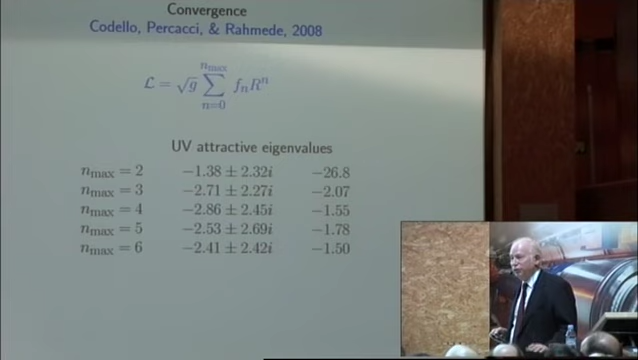 Convergence
Codello, Percacci, & Rahmede, 2008
ℒ = √g ∑_{n=0}^{n_max} f_n R^n
UV attractive eigenvalues
n_max = 2 −1.38 ± 2.32i −26.8
n_max = 3 −2.71 ± 2.27i −2.07
n_max = 4 −2.86 ± 2.45i −1.55
n_max = 5 −2.53 ± 2.69i −1.78
n_max = 6 −2.41 ± 2.42i −1.50